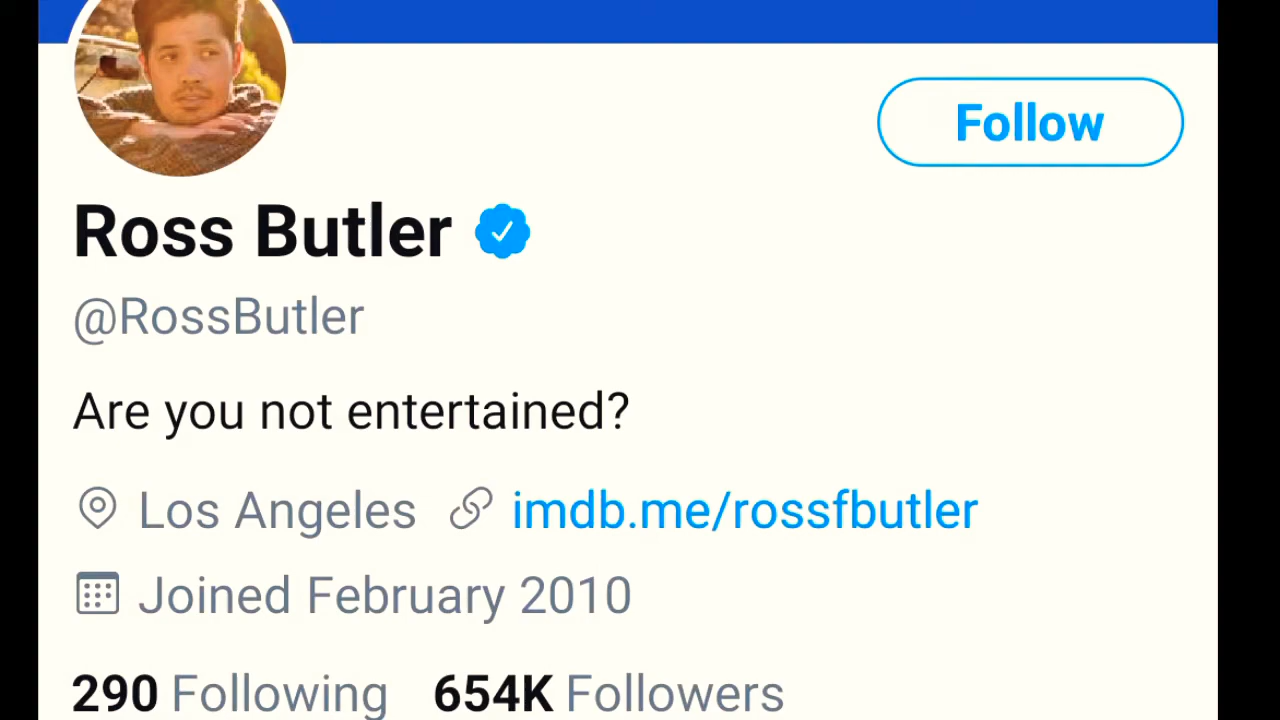 Follow
Ross Butler
@RossButler
Are you not entertained?
Los Angeles imdb.me/rossfbutler
Joined February 2010
290 Following 654K Followers